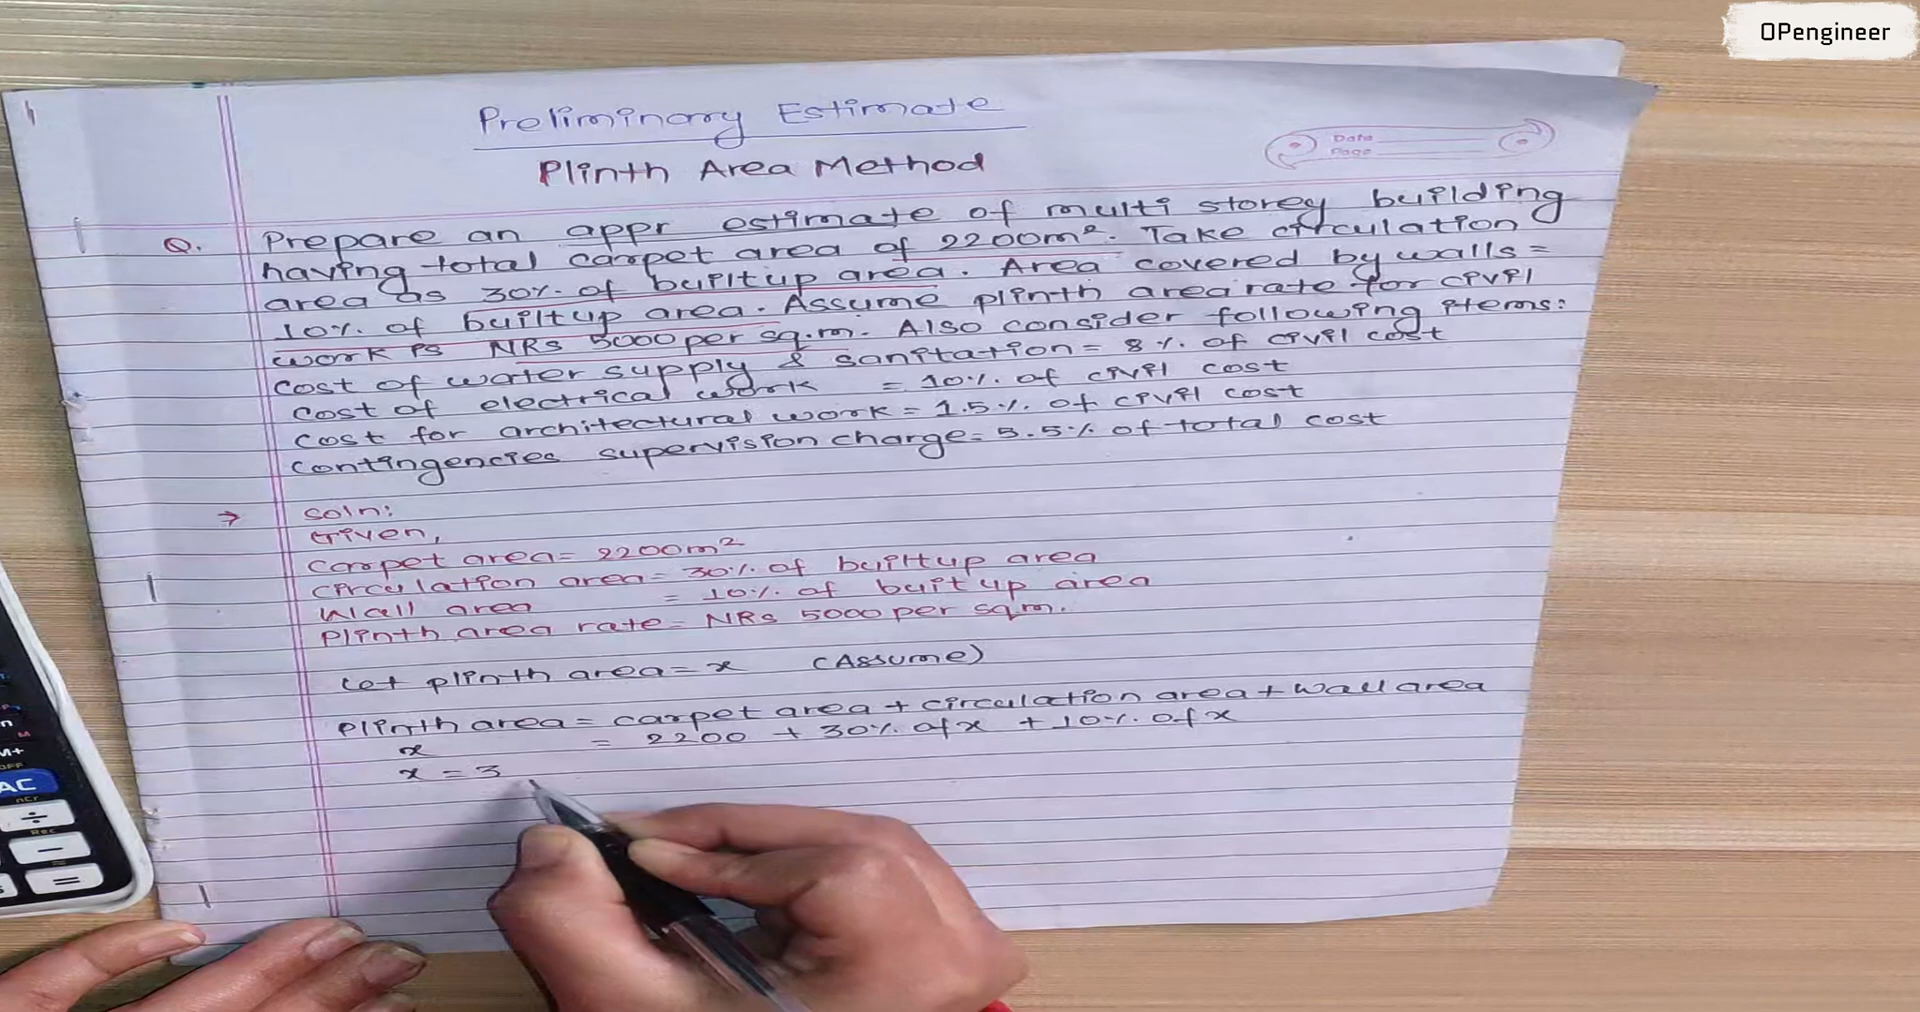 OPengineer
Preliminary Estimate
Plinth Area Method
Data
Page
Q. Prepare an appr estimate of multi storey building
having total carpet area of 2200m². Take circulation
area as 30% of builtup area. Area covered by walls =
10% of builtup area. Assume plinth area rate for civil
work is NRs 5000 per sq.m. Also consider following items:
cost of water supply & sanitation = 8% of civil cost
cost of electrical work = 10% of civil cost
cost for architectural work = 1.5% of civil cost
contingencies supervision charge = 5.5% of total cost
→ Soln:
Given,
carpet area = 2200m²
circulation area = 30% of builtup area
Wall area = 10% of buitup area
Plinth area rate = NRs 5000 per sq.m.
Let plinth area = x (Assume)
Plinth area = carpet area + circulation area + wall area
x = 2200 + 30% of x + 10% of x
x = 3
n
M
M+
OFF
AC
nCr
÷
Rec
−
=